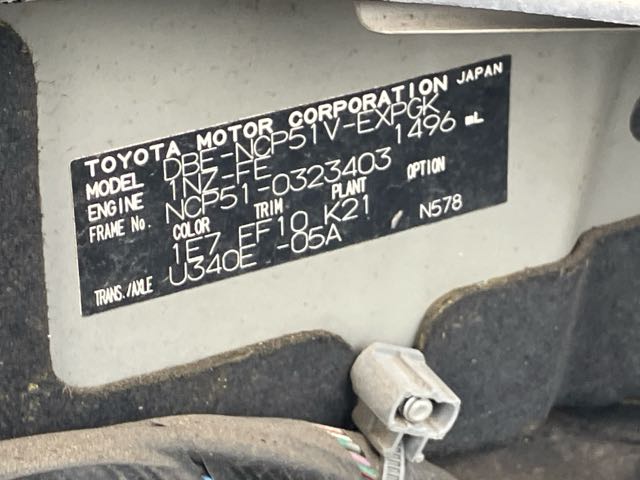 TOYOTA MOTOR CORPORATION JAPAN
MODEL DBE-NCP51V-EXPGK
ENGINE 1NZ-FE 1496 mL
FRAME No. NCP51-0323403
COLOR TRIM PLANT OPTION
1E7 EF10 K21 N578
TRANS./AXLE U340E -05A